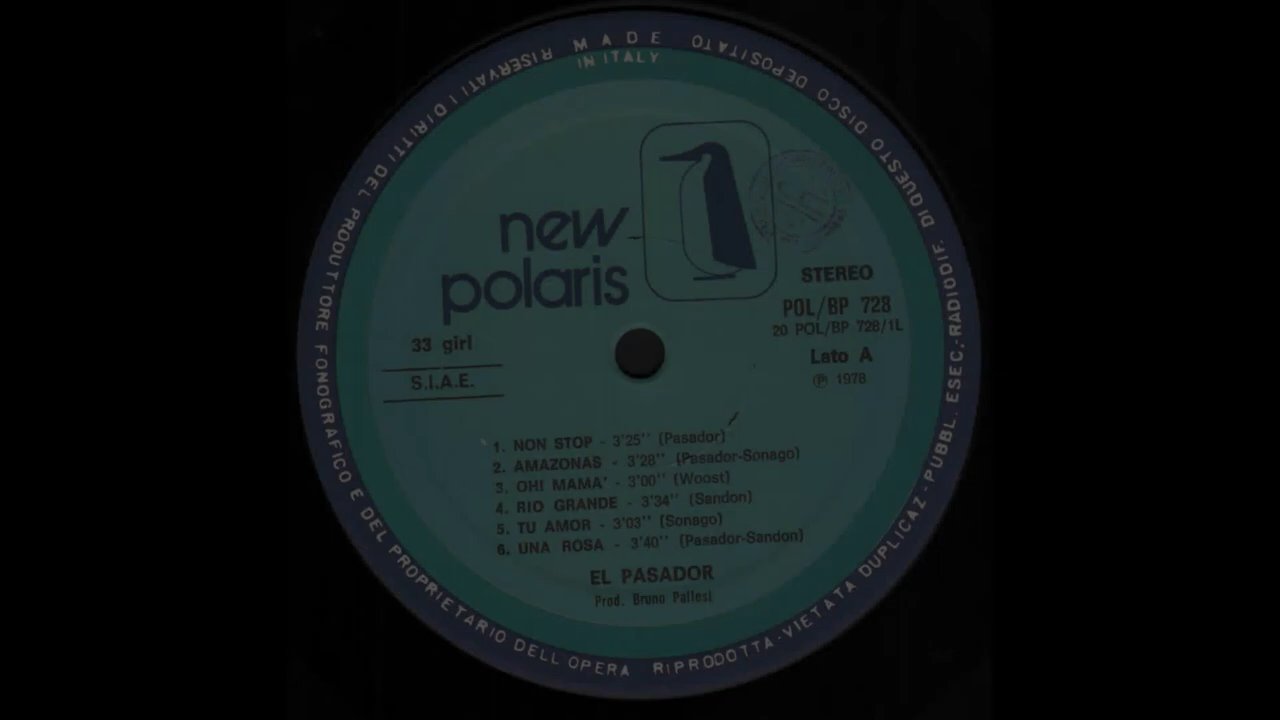 MADE
IN ITALY
TUTTI I DIRITTI DEL PRODUTTORE FONOGRAFICO E DEL PROPRIETARIO DELL OPERA RIPRODOTTA-VIETATA DUPLICAZ-PUBBL. ESEC.-RADIODIF. DI QUESTO DISCO DEPOSITATO
new
polaris
STEREO
POL/BP 728
20 POL/BP 728/1L
33 giri
Lato A
S.I.A.E.
℗ 1978
1. NON STOP - 3'25'' (Pasador)
2. AMAZONAS - 3'28'' (Pasador-Sonago)
3. OH! MAMA' - 3'00'' (Woost)
4. RIO GRANDE - 3'34'' (Sandon)
5. TU AMOR - 3'03'' (Sonago)
6. UNA ROSA - 3'40'' (Pasador-Sandon)
EL PASADOR
Prod. Bruno Pallesi